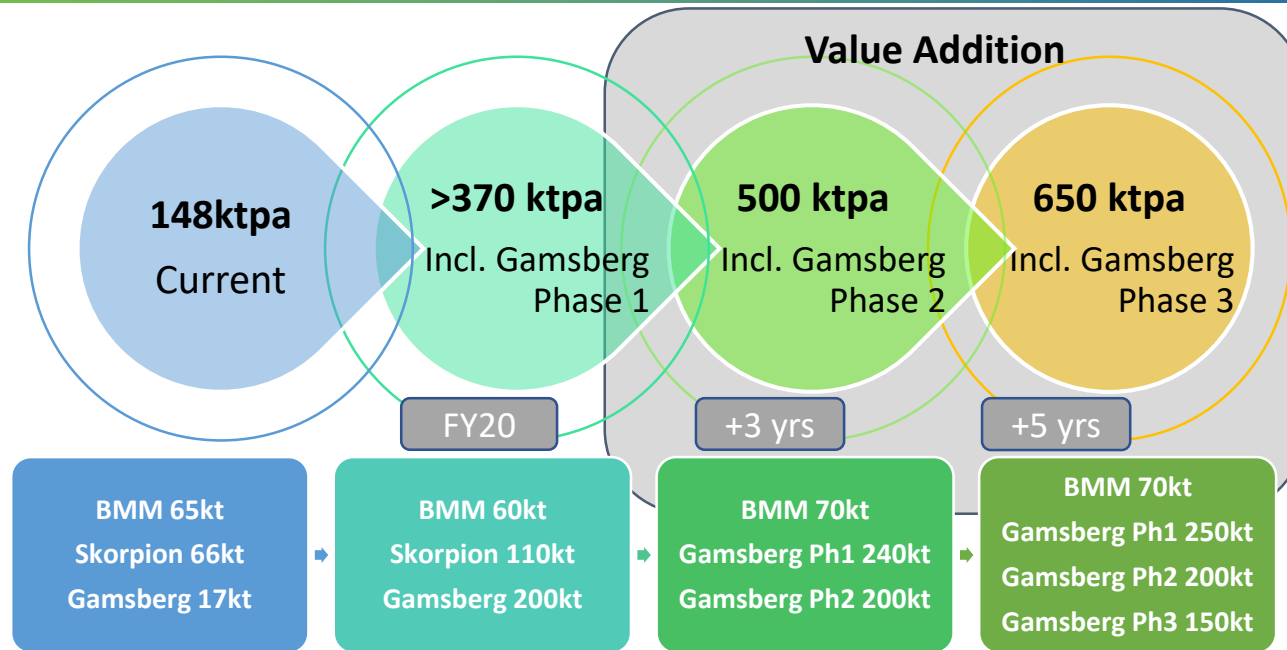 Value Addition
148ktpa
Current
>370 ktpa
Incl. Gamsberg
Phase 1
500 ktpa
Incl. Gamsberg
Phase 2
650 ktpa
Incl. Gamsberg
Phase 3
FY20
+3 yrs
+5 yrs
BMM 65kt
Skorpion 66kt
Gamsberg 17kt
BMM 60kt
Skorpion 110kt
Gamsberg 200kt
BMM 70kt
Gamsberg Ph1 240kt
Gamsberg Ph2 200kt
BMM 70kt
Gamsberg Ph1 250kt
Gamsberg Ph2 200kt
Gamsberg Ph3 150kt